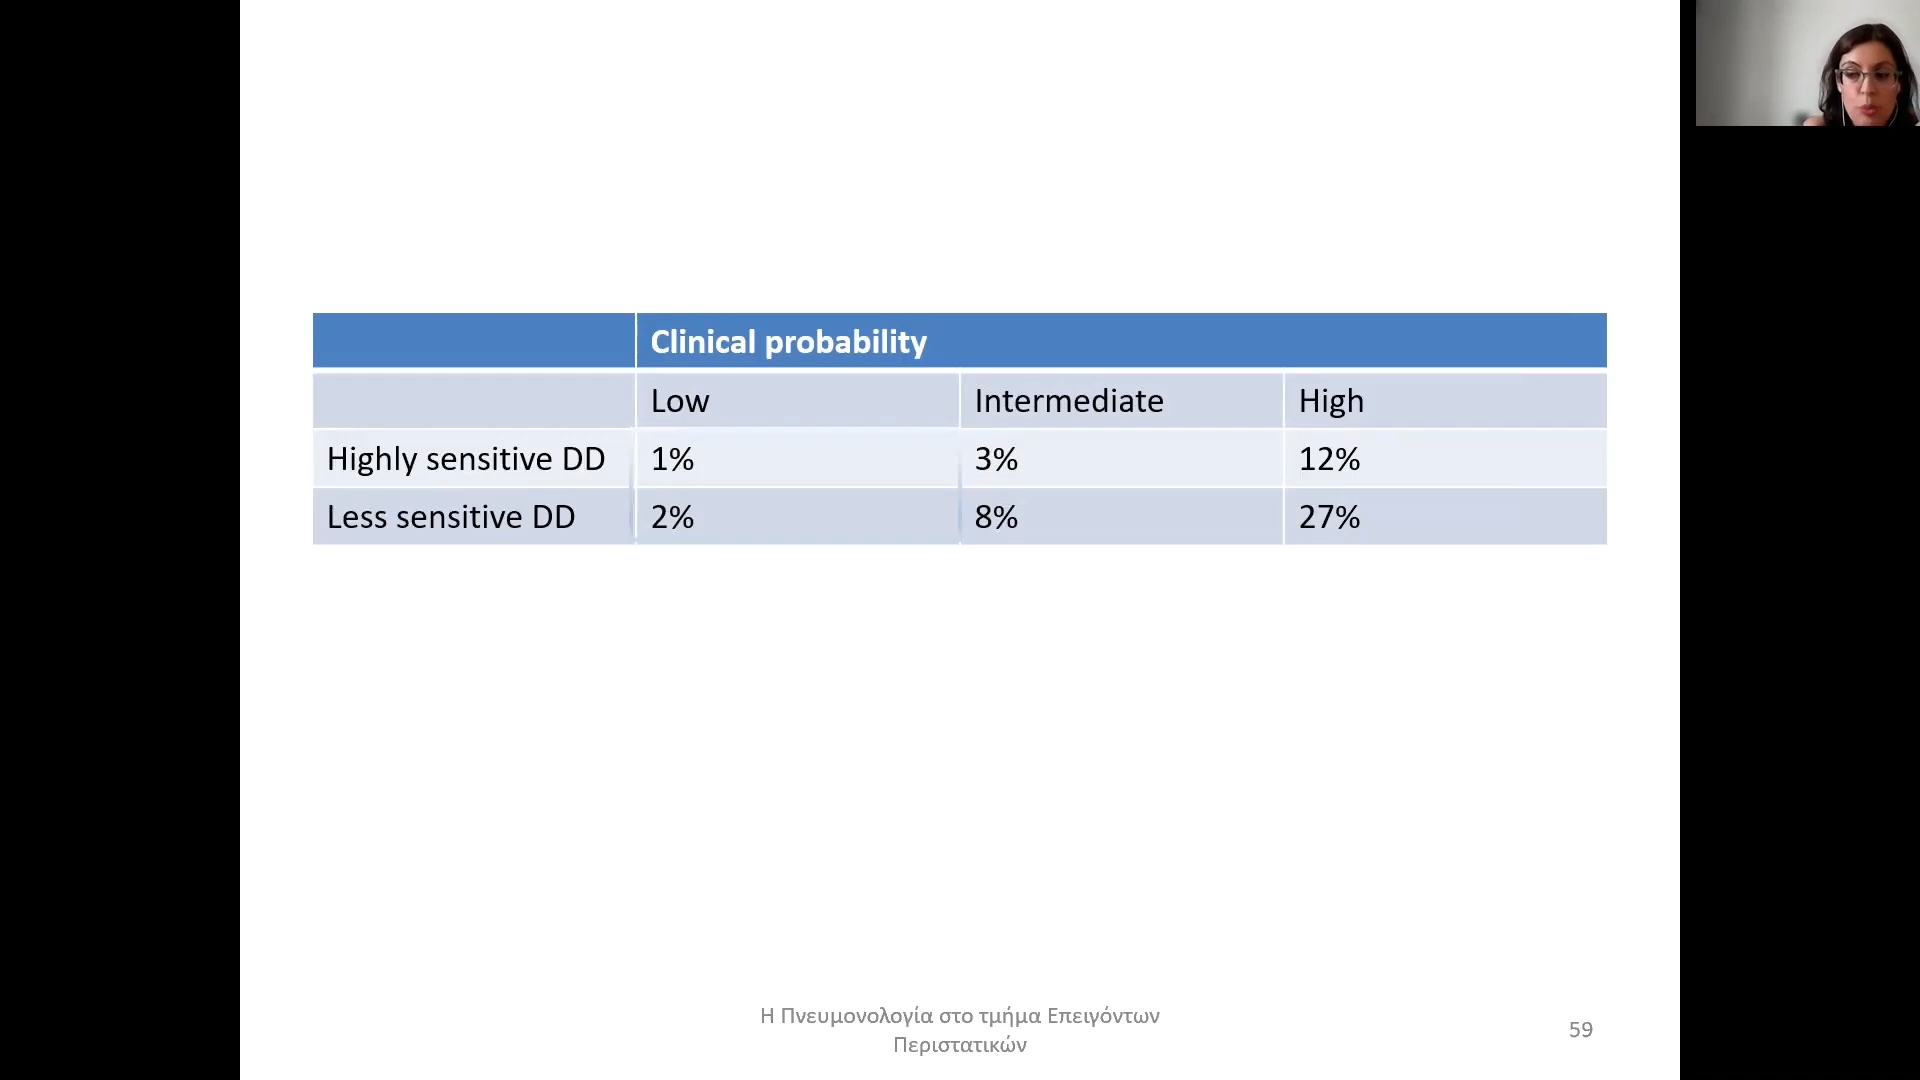 Clinical probability
Low Intermediate High
Highly sensitive DD 1% 3% 12%
Less sensitive DD 2% 8% 27%
Η Πνευμονολογία στο τμήμα Επειγόντων
Περιστατικών
59